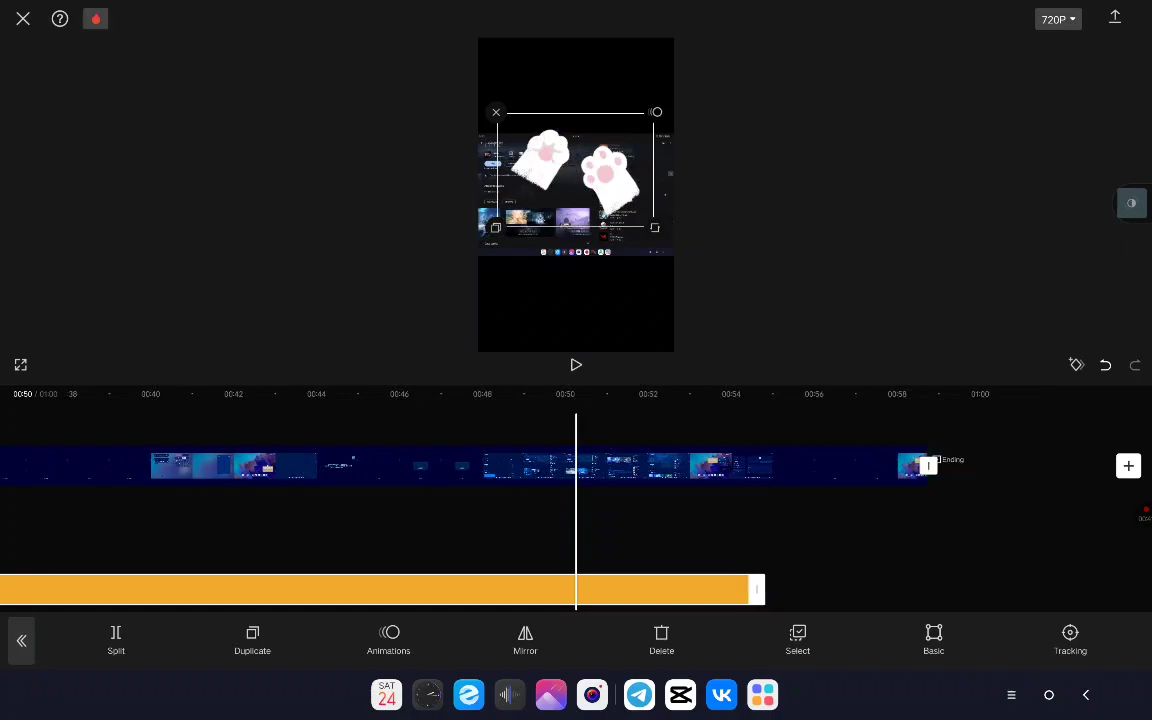 720P
00:50 / 01:00
:38
00:40
00:42
00:44
00:46
00:48
00:50
00:52
00:54
00:56
00:58
01:00
Ending
Split
Duplicate
Animations
Mirror
Delete
Select
Basic
Tracking
SAT
24